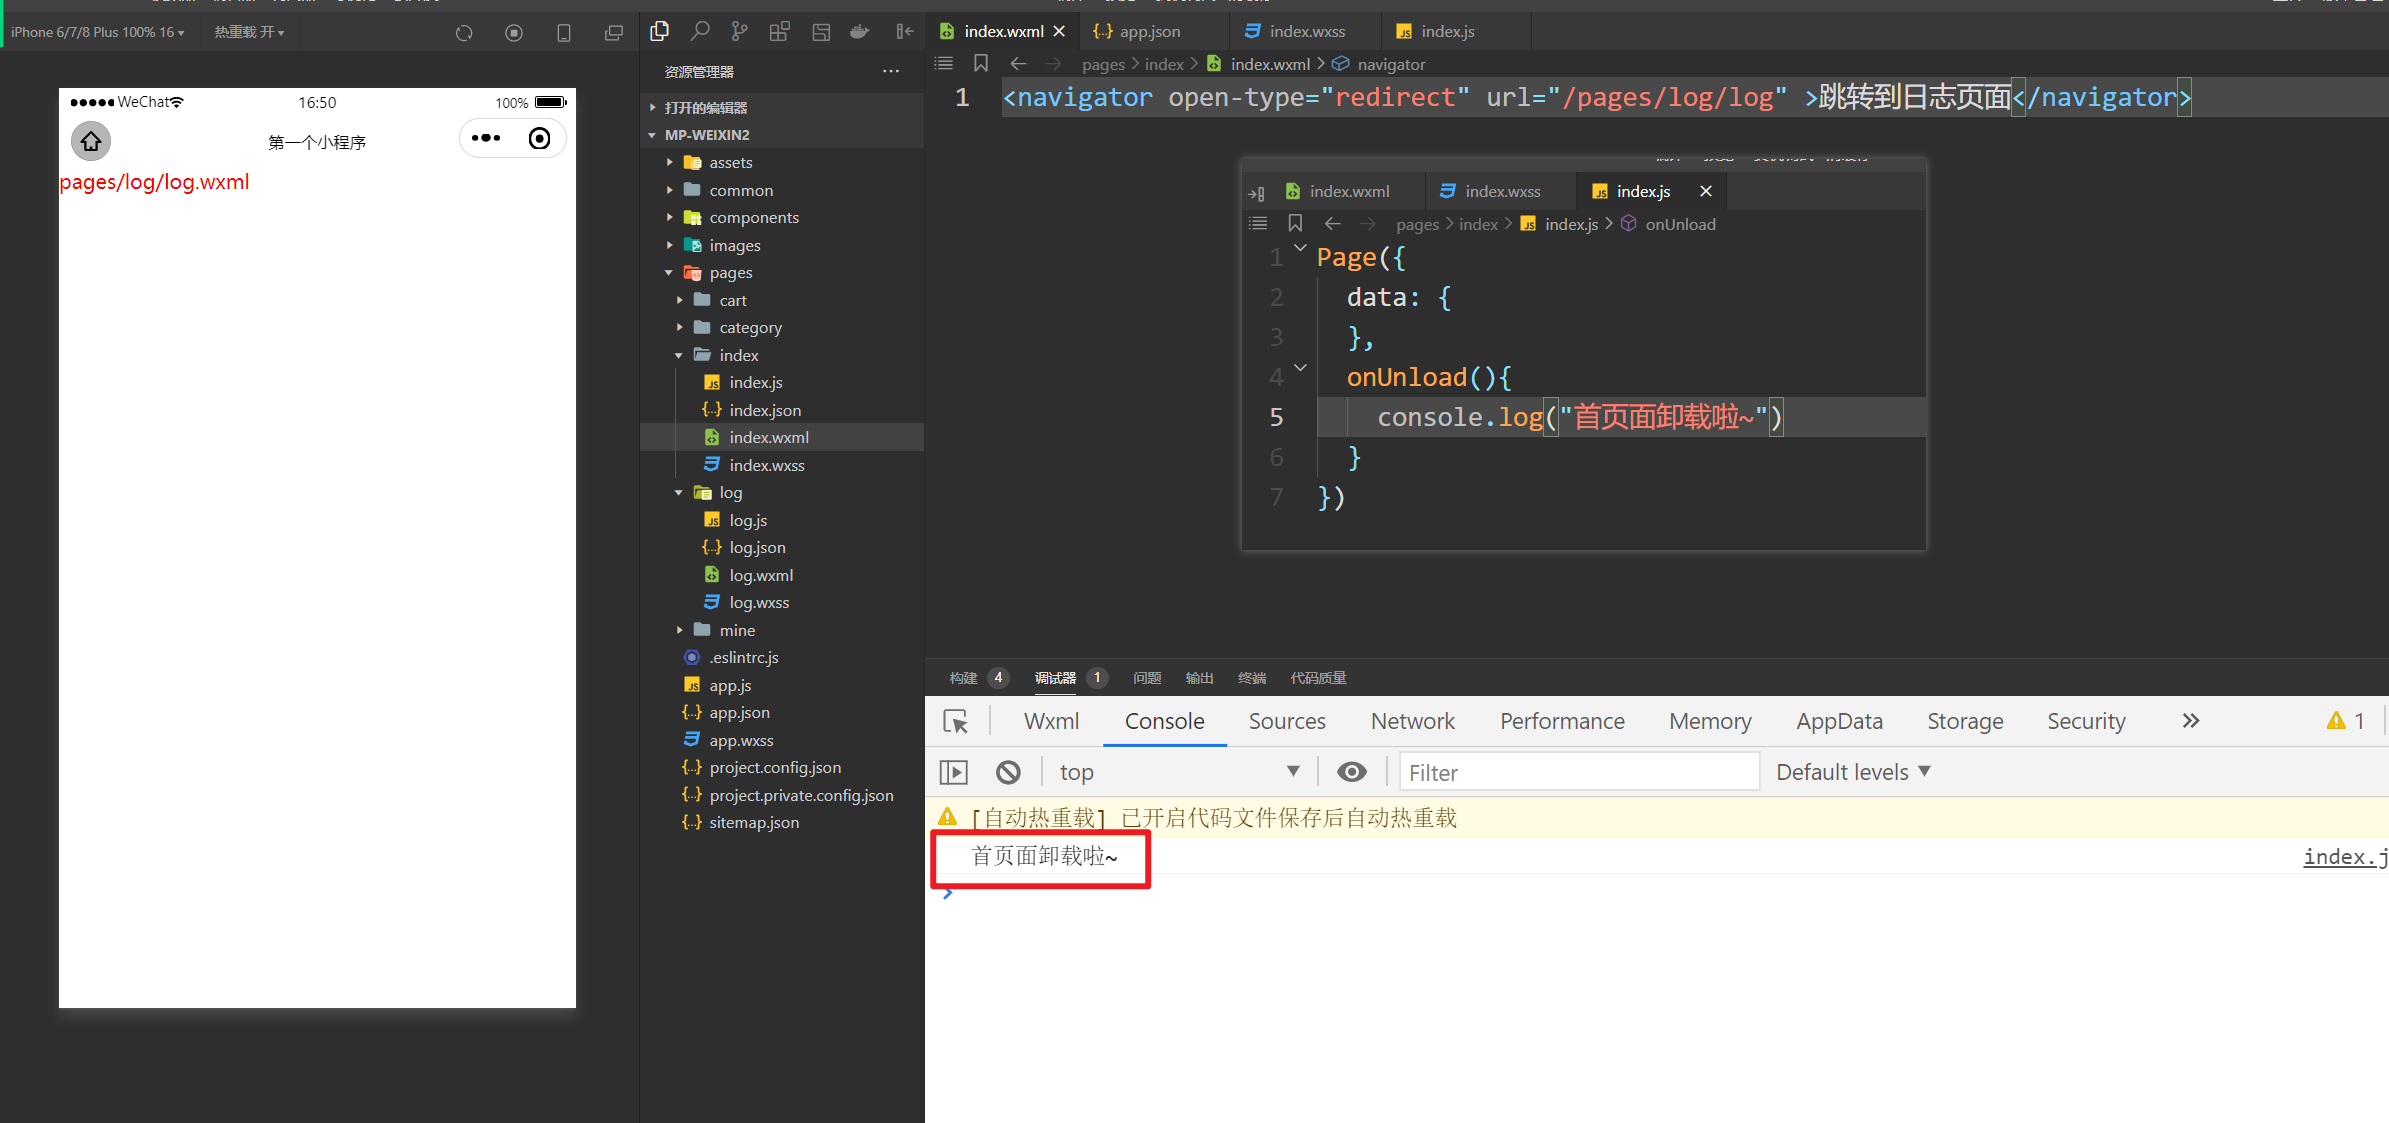 iPhone 6/7/8 Plus 100% 16
热重载 开
WeChat
16:50
100%
第一个小程序
pages/log/log.wxml
资源管理器
打开的编辑器
MP-WEIXIN2
assets
common
components
images
pages
cart
category
index
index.js
index.json
index.wxml
index.wxss
log
log.js
log.json
log.wxml
log.wxss
mine
.eslintrc.js
app.js
app.json
app.wxss
project.config.json
project.private.config.json
sitemap.json
index.wxml
app.json
index.wxss
index.js
pages > index > index.wxml > navigator
1 <navigator open-type="redirect" url="/pages/log/log" >跳转到日志页面</navigator>
index.wxml
index.wxss
index.js
pages > index > index.js > onUnload
1 Page({
2 data: {
3 },
4 onUnload(){
5 console.log("首页面卸载啦~")
6 }
7 })
构建 4 调试器 1 问题 输出 终端 代码质量
Wxml Console Sources Network Performance Memory AppData Storage Security 1
top Filter Default levels
[自动热重载] 已开启代码文件保存后自动热重载
首页面卸载啦~ index.j